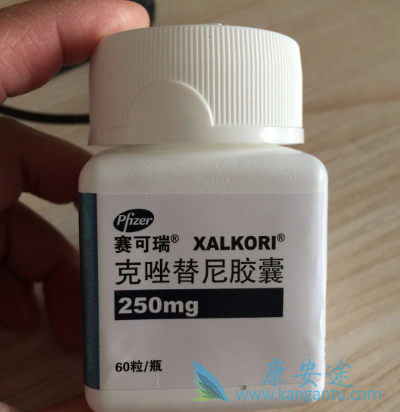 Pfizer
赛可瑞® XALKORI®
克唑替尼胶囊
250mg
60粒/瓶
康安途
www.kangantu.com